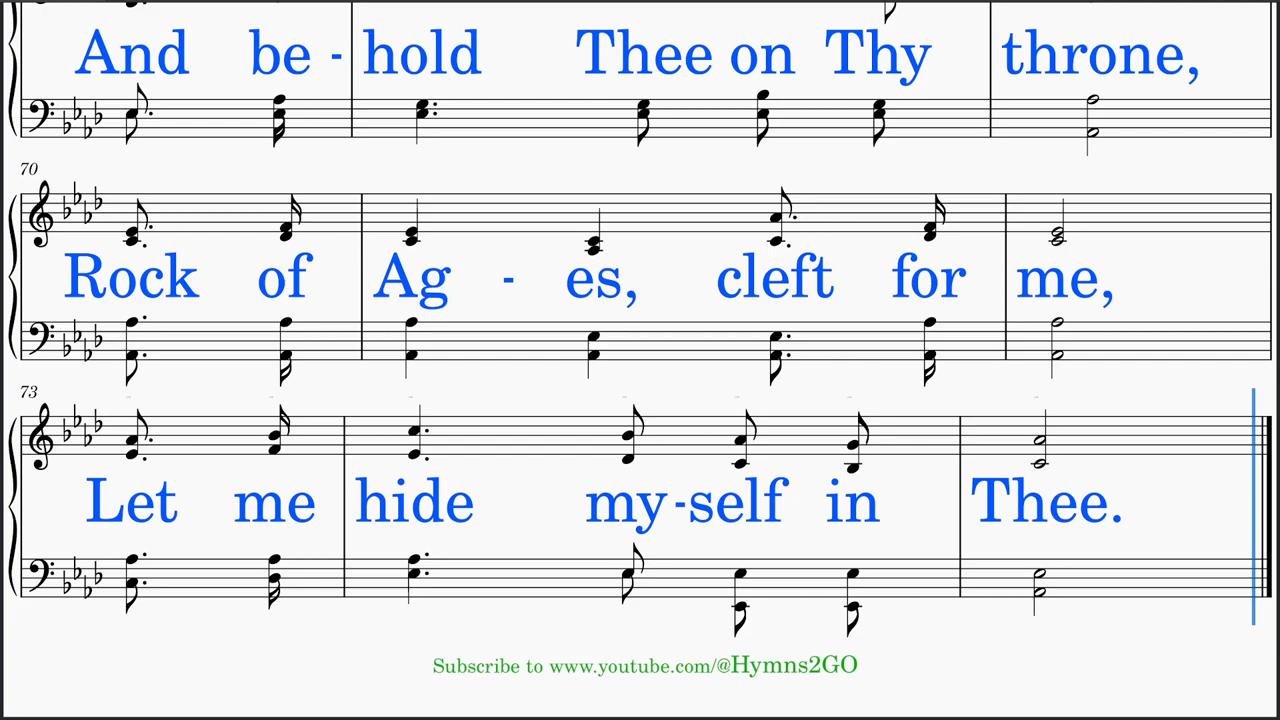 And be - hold Thee on Thy throne,
70
Rock of Ag - es, cleft for me,
73
Let me hide my-self in Thee.
Subscribe to www.youtube.com/@Hymns2GO